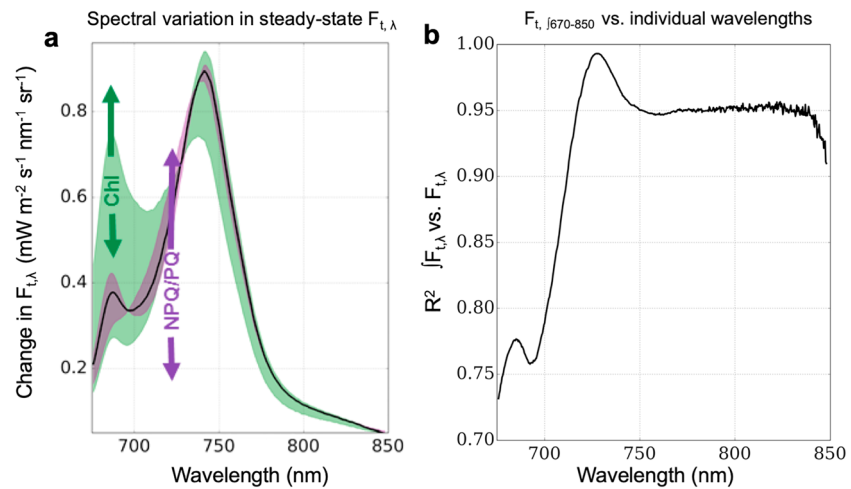 Spectral variation in steady-state Ft, λ
a
Change in Ft,λ (mW m-2 s-1 nm-1 sr-1)
0.8
0.6
0.4
0.2
Chl
NPQ/PQ
700
750
800
850
Wavelength (nm)
Ft, ∫670-850 vs. individual wavelengths
b
R2 ∫Ft,λ vs. Ft,λ
1.00
0.95
0.90
0.85
0.80
0.75
0.70
700
750
800
850
Wavelength (nm)